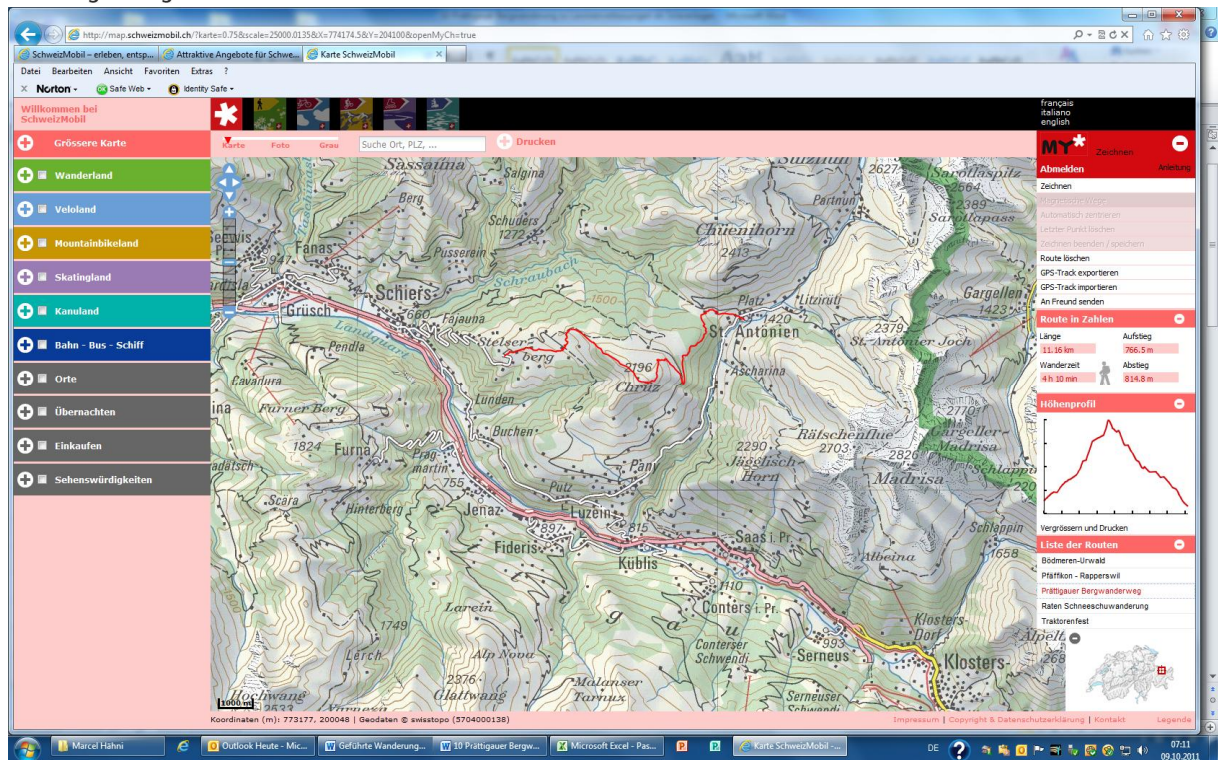 http://map.schweizmobil.ch/?karte=0.75&scale=25000.0135&X=774174.5&Y=204100&openMyCh=true
SchweizMobil – erleben, entsp...
Attraktive Angebote für Schwe...
Karte SchweizMobil
Datei Bearbeiten Ansicht Favoriten Extras ?
Norton
Safe Web
Identity Safe
Willkommen bei
SchweizMobil
français
italiano
english
Grössere Karte
Wanderland
Veloland
Mountainbikeland
Skatingland
Kanuland
Bahn - Bus - Schiff
Orte
Übernachten
Einkaufen
Sehenswürdigkeiten
Karte Foto Grau
Suche Ort, PLZ, ...
Drucken
Sassauna
Salgina
Berg
Schuders
1272
Pusserein
Fanas
947
Schiers
660
Fajauna
Grüsch
Pendla
Schraubach
1500
Stelser-
berg
Cavadura
Furner Berg
Lunden
Buchen
1824
Furna
Prag-
martin
755
Jenaz
Scära
Hinterberg
Putz
Pany
Luzein
897
815
Fideris
Küblis
2196
Chrüz
St. Antönien
Ascharina
Platz
1420
Litzirüti
Partnun
Chüenihorn
2413
2627
Sarotlaspitz
2564
2389
Sarotlapass
Gargellen
1423
2379
St. Antönier Joch
2770
Rätschenflue
2703
2290
Jägglisch
Horn
Gargeller-
Madrisa
2826
Madrisa
Schlappin
Saas i. Pr.
Albeina
1658
1110
Conters i. Pr.
Conterser
Schwendi
993
Serneus
Klosters-
Dorf
Klosters-
Serneuser
Schwendi
Larein
1749
Lerch
Alp Nova
2376
Glattwang
Malanser
Tarnuz
Hochwang
2533
1000 m
Koordinaten (m): 773177, 200048 | Geodaten © swisstopo (5704000138)
Impressum | Copyright & Datenschutzerklärung | Kontakt
Legende
MY
Zeichnen
Abmelden
Anleitung
Zeichnen
Magnetische Wege
Automatisch zentrieren
Letzter Punkt löschen
Zeichnen beenden / speichern
Route löschen
GPS-Track exportieren
GPS-Track importieren
An Freund senden
Route in Zahlen
Länge Aufstieg
11.16 km 766.5 m
Wanderzeit Abstieg
4 h 10 min 814.8 m
Höhenprofil
Vergrössern und Drucken
Liste der Routen
Bödmeren-Urwald
Pfäffikon - Rapperswil
Prättigauer Bergwanderweg
Raten Schneeschuwanderung
Traktorenfest
Marcel Hähni
Outlook Heute - Mic...
Geführte Wanderung...
10 Prättigauer Bergw...
Microsoft Excel - Pas...
Karte SchweizMobil -...
DE
07:11
09.10.2011